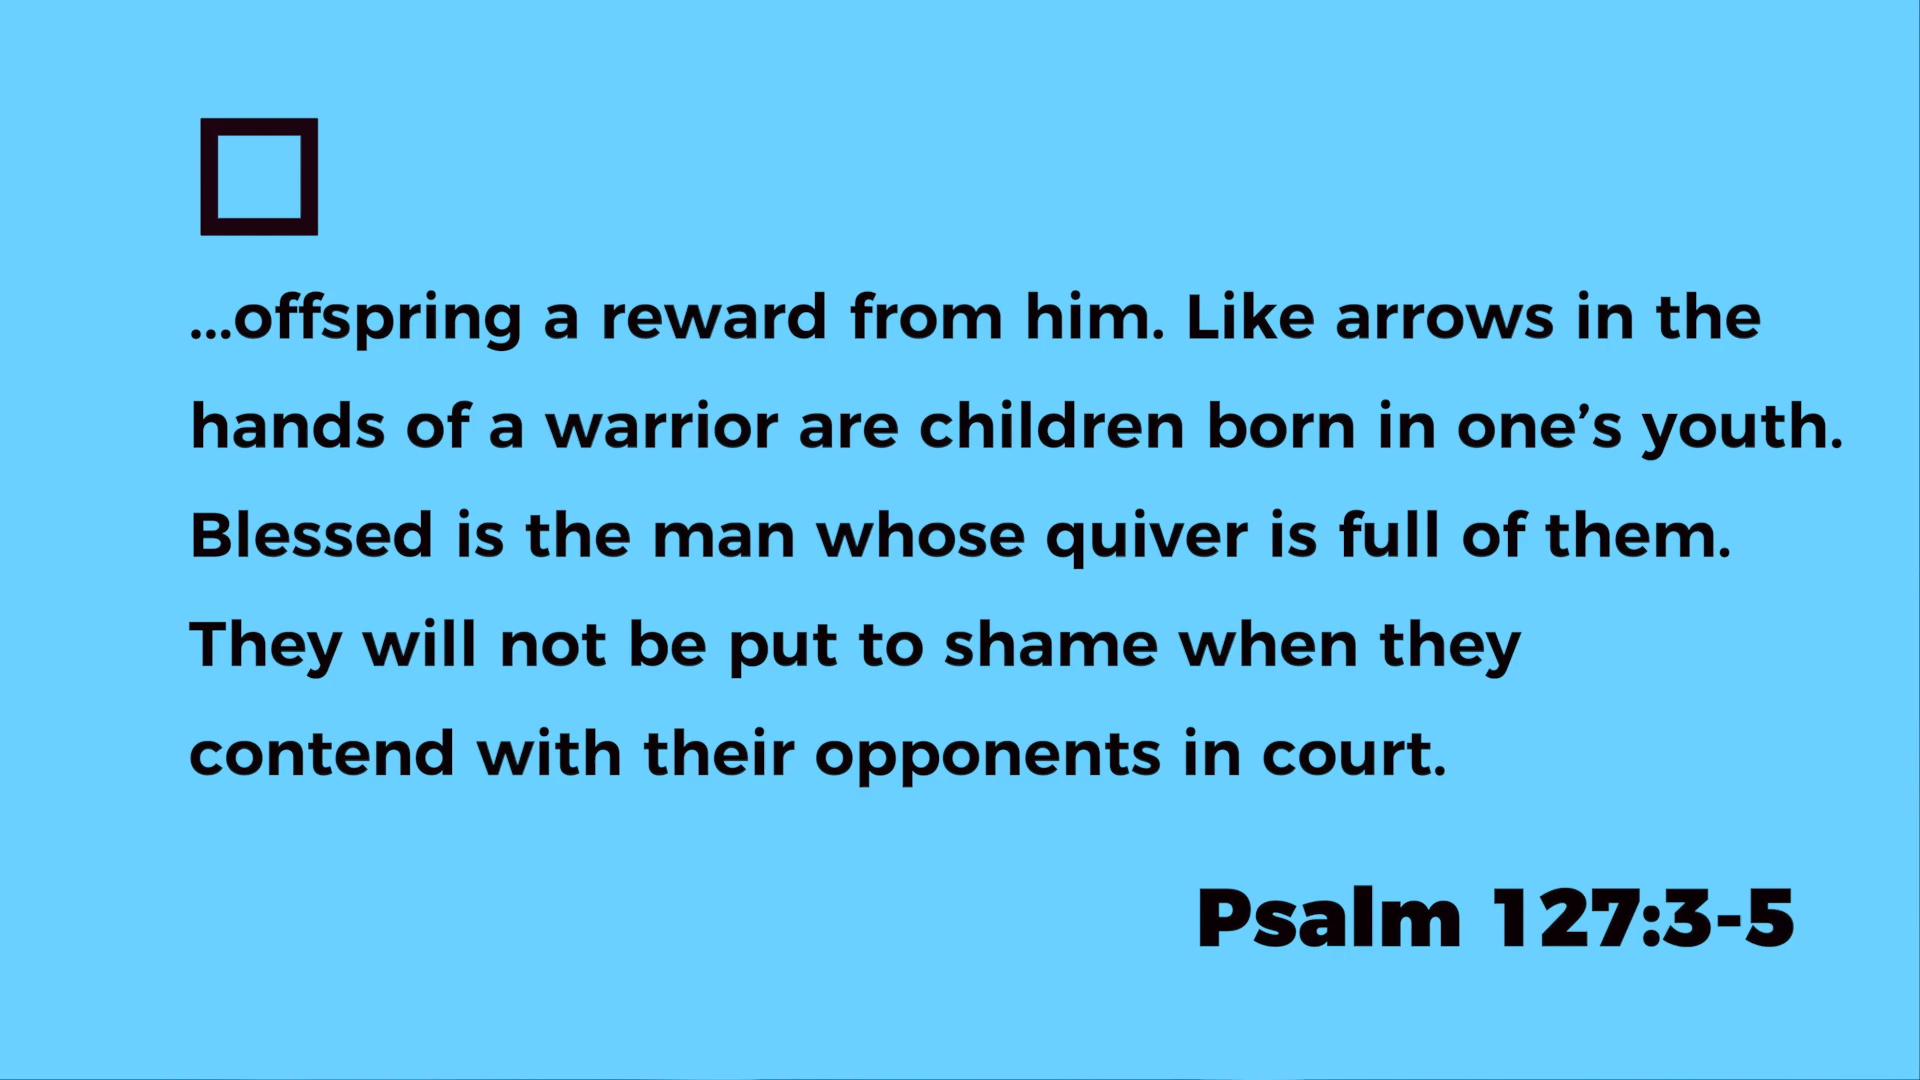 ...offspring a reward from him. Like arrows in the
hands of a warrior are children born in one’s youth.
Blessed is the man whose quiver is full of them.
They will not be put to shame when they
contend with their opponents in court.
Psalm 127:3-5